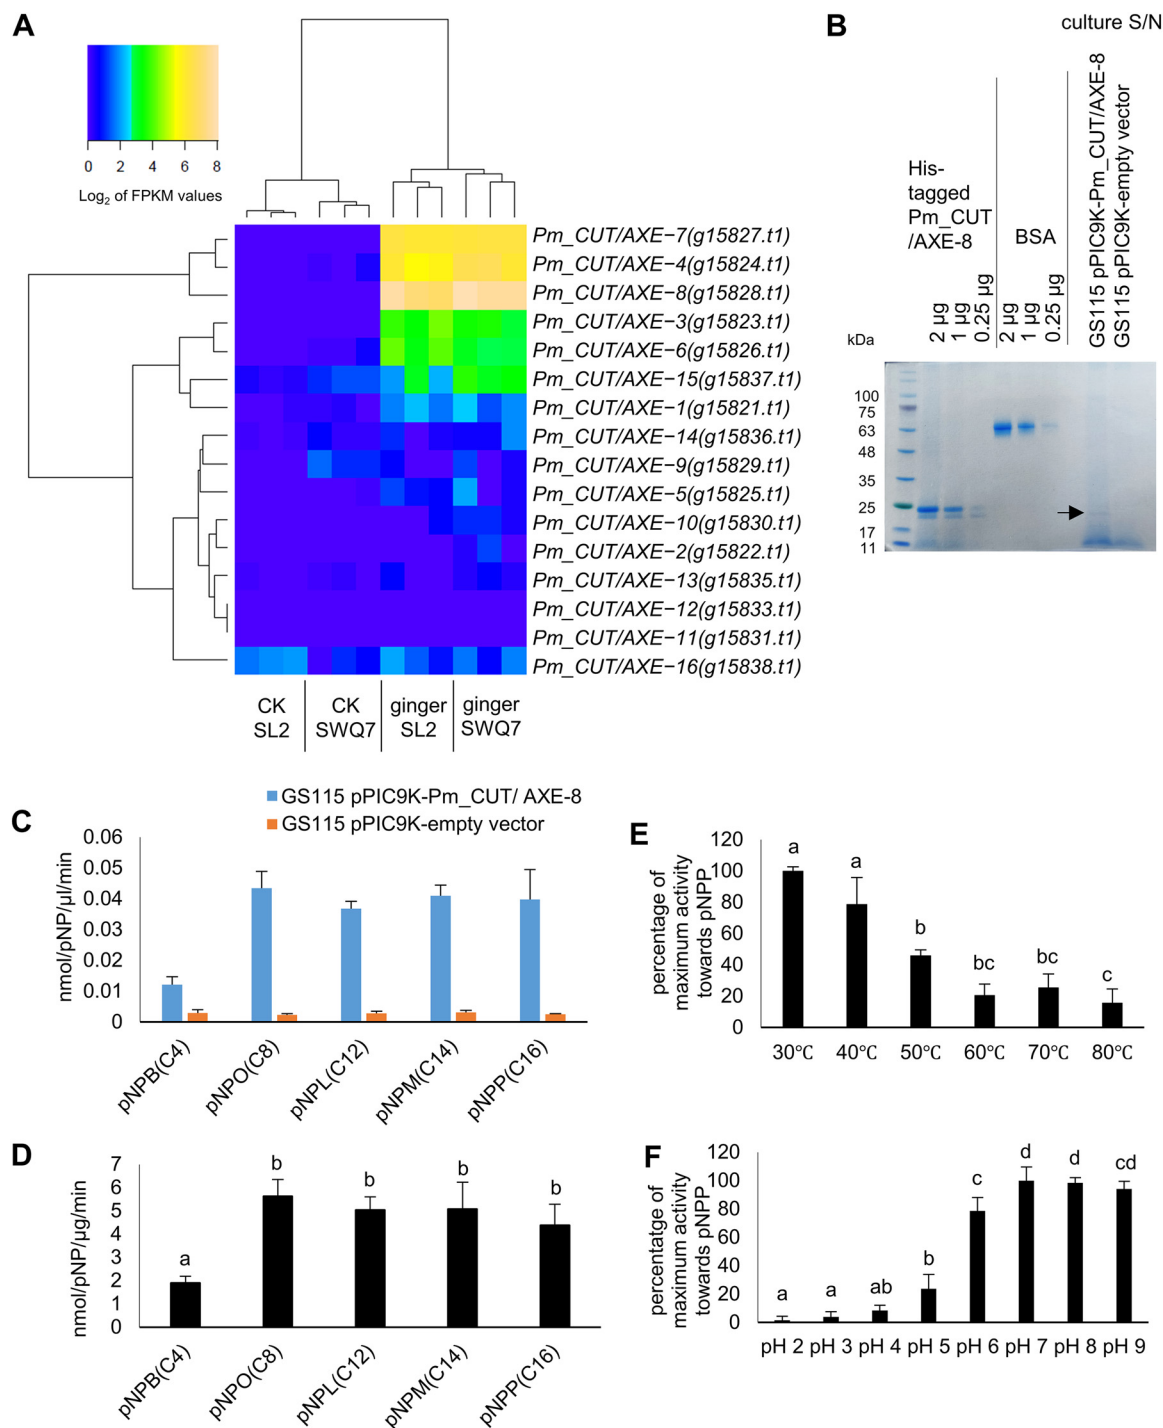 A
0 2 4 6 8
Log2 of FPKM values
Pm_CUT/AXE−7(g15827.t1)
Pm_CUT/AXE−4(g15824.t1)
Pm_CUT/AXE−8(g15828.t1)
Pm_CUT/AXE−3(g15823.t1)
Pm_CUT/AXE−6(g15826.t1)
Pm_CUT/AXE−15(g15837.t1)
Pm_CUT/AXE−1(g15821.t1)
Pm_CUT/AXE−14(g15836.t1)
Pm_CUT/AXE−9(g15829.t1)
Pm_CUT/AXE−5(g15825.t1)
Pm_CUT/AXE−10(g15830.t1)
Pm_CUT/AXE−2(g15822.t1)
Pm_CUT/AXE−13(g15835.t1)
Pm_CUT/AXE−12(g15833.t1)
Pm_CUT/AXE−11(g15831.t1)
Pm_CUT/AXE−16(g15838.t1)
CK CK ginger ginger
SL2 SWQ7 SL2 SWQ7
B
culture S/N
His-
tagged
Pm_CUT
/AXE-8
BSA
GS115 pPIC9K-Pm_CUT/AXE-8
GS115 pPIC9K-empty vector
2 µg
1 µg
0.25 µg
2 µg
1 µg
0.25 µg
kDa
100
75
63
48
35
25
17
11
C
GS115 pPIC9K-Pm_CUT/ AXE-8
GS115 pPIC9K-empty vector
nmol/pNP/µl/min
0.06
0.05
0.04
0.03
0.02
0.01
0
pNPB(C4)
pNPO(C8)
pNPL(C12)
pNPM(C14)
pNPP(C16)
D
nmol/pNP/µg/min
7
6
5
4
3
2
1
0
a b b b b
pNPB(C4)
pNPO(C8)
pNPL(C12)
pNPM(C14)
pNPP(C16)
E
percentage of
maximum activity
towards pNPP
120
100
80
60
40
20
0
a a b bc bc c
30℃ 40℃ 50℃ 60℃ 70℃ 80℃
F
percentatge of
maximum activity
towards pNPP
120
100
80
60
40
20
0
a a ab b c d d cd
pH 2 pH 3 pH 4 pH 5 pH 6 pH 7 pH 8 pH 9